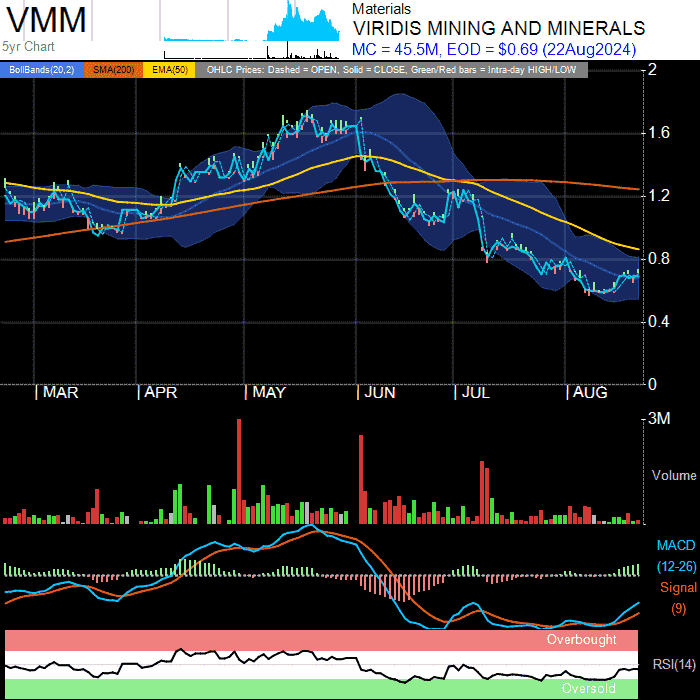 VMM
5yr Chart
Materials
VIRIDIS MINING AND MINERALS
MC = 45.5M, EOD = $0.69 (22Aug2024)
BollBands(20,2) SMA(200) EMA(50) OHLC Prices: Dashed = OPEN, Solid = CLOSE, Green/Red bars = Intra-day HIGH/LOW
2
1.6
1.2
0.8
0.4
0
| MAR | APR | MAY | JUN | JUL | AUG
3M
Volume
MACD
(12-26)
Signal
(9)
Overbought
RSI(14)
Oversold